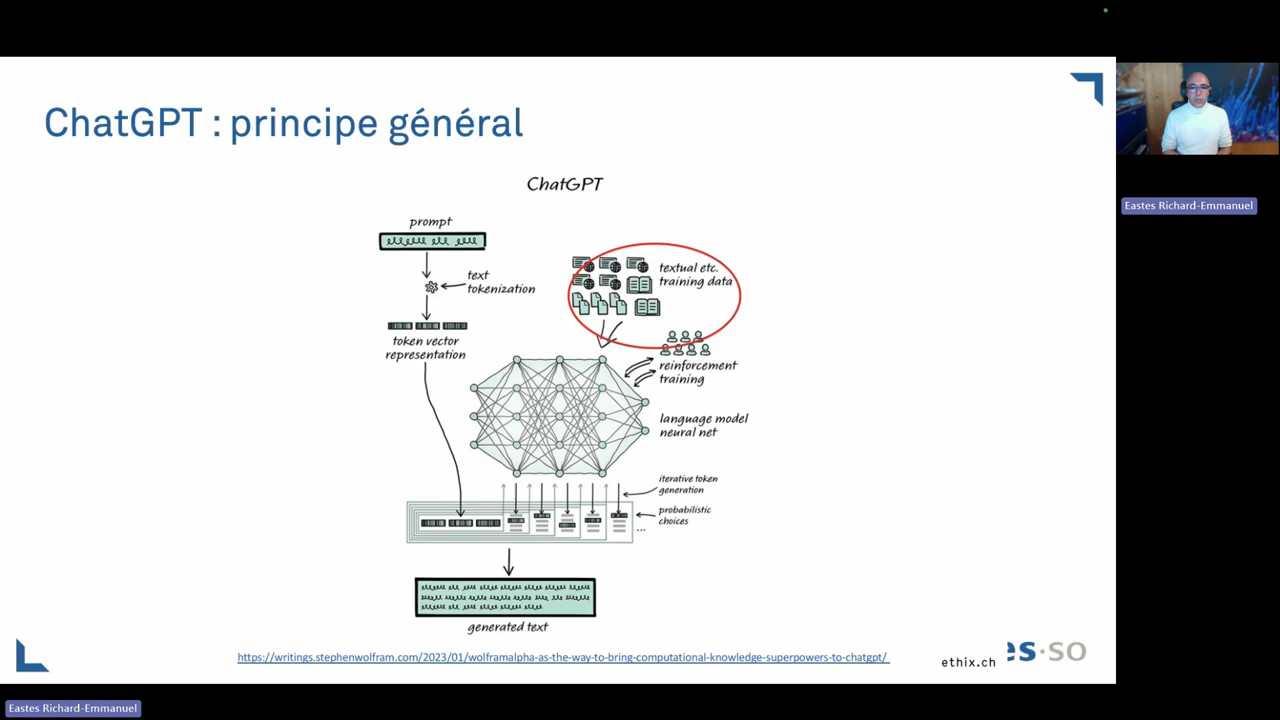 ChatGPT : principe général
ChatGPT
prompt
text
tokenization
token vector
representation
textual etc.
training data
reinforcement
training
language model
neural net
iterative token
generation
probabilistic
choices
...
generated text
https://writings.stephenwolfram.com/2023/01/wolframalpha-as-the-way-to-bring-computational-knowledge-superpowers-to-chatgpt/
ethix.ch
es·so
Eastes Richard-Emmanuel
Eastes Richard-Emmanuel